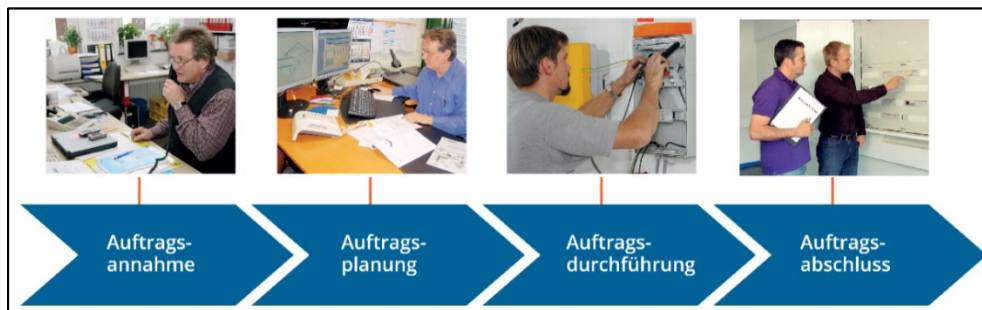 Auftrags-
annahme
Auftrags-
planung
Auftrags-
durchführung
Auftrags-
abschluss